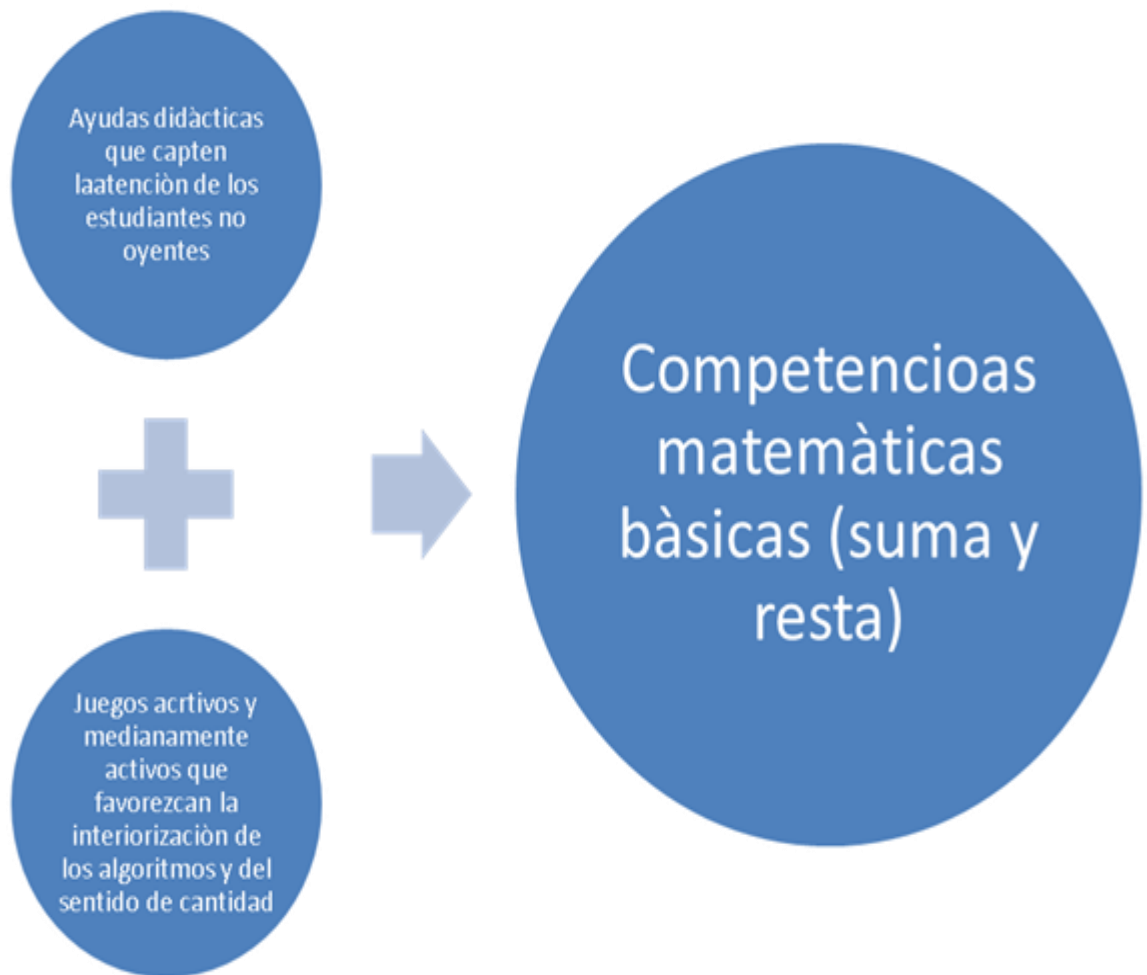 Ayudas didàcticas
que capten
laatenciòn de los
estudiantes no
oyentes
Juegos acrtivos y
medianamente
activos que
favorezcan la
interiorizaciòn de
los algoritmos y del
sentido de cantidad
Competencioas
matemàticas
bàsicas (suma y
resta)